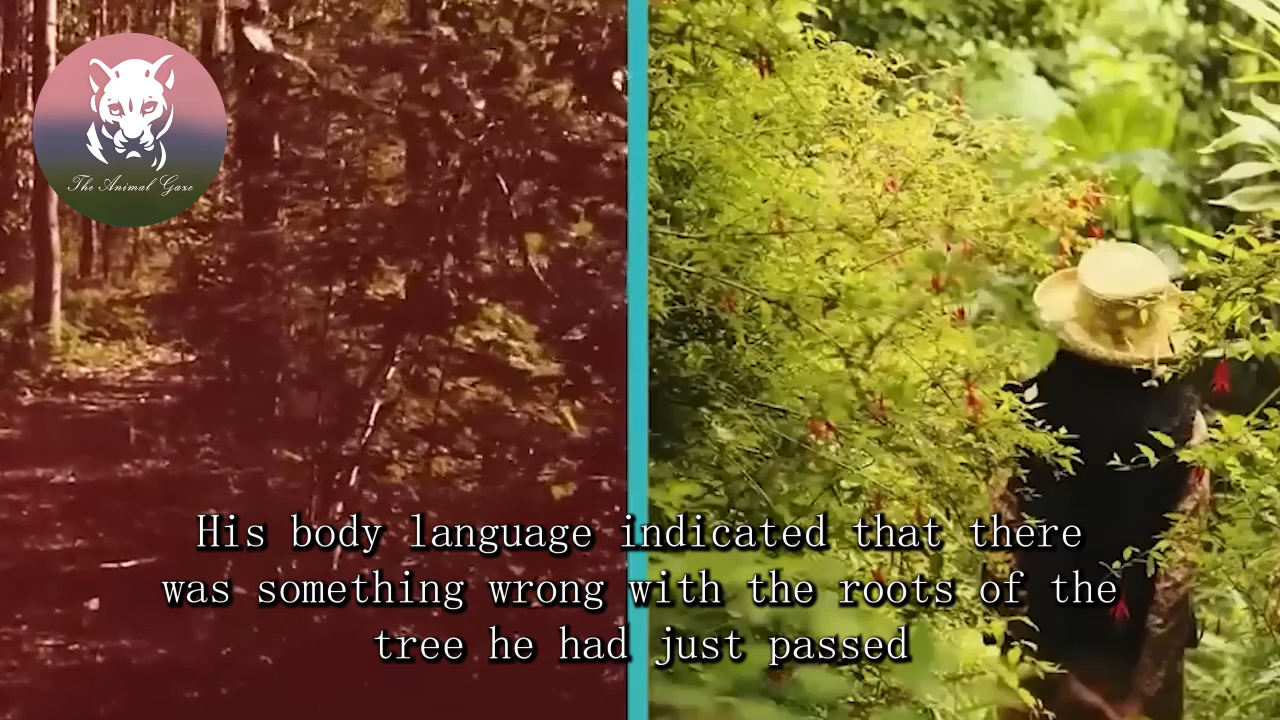 The Animal Gaze
His body language indicated that there
was something wrong with the roots of the
tree he had just passed